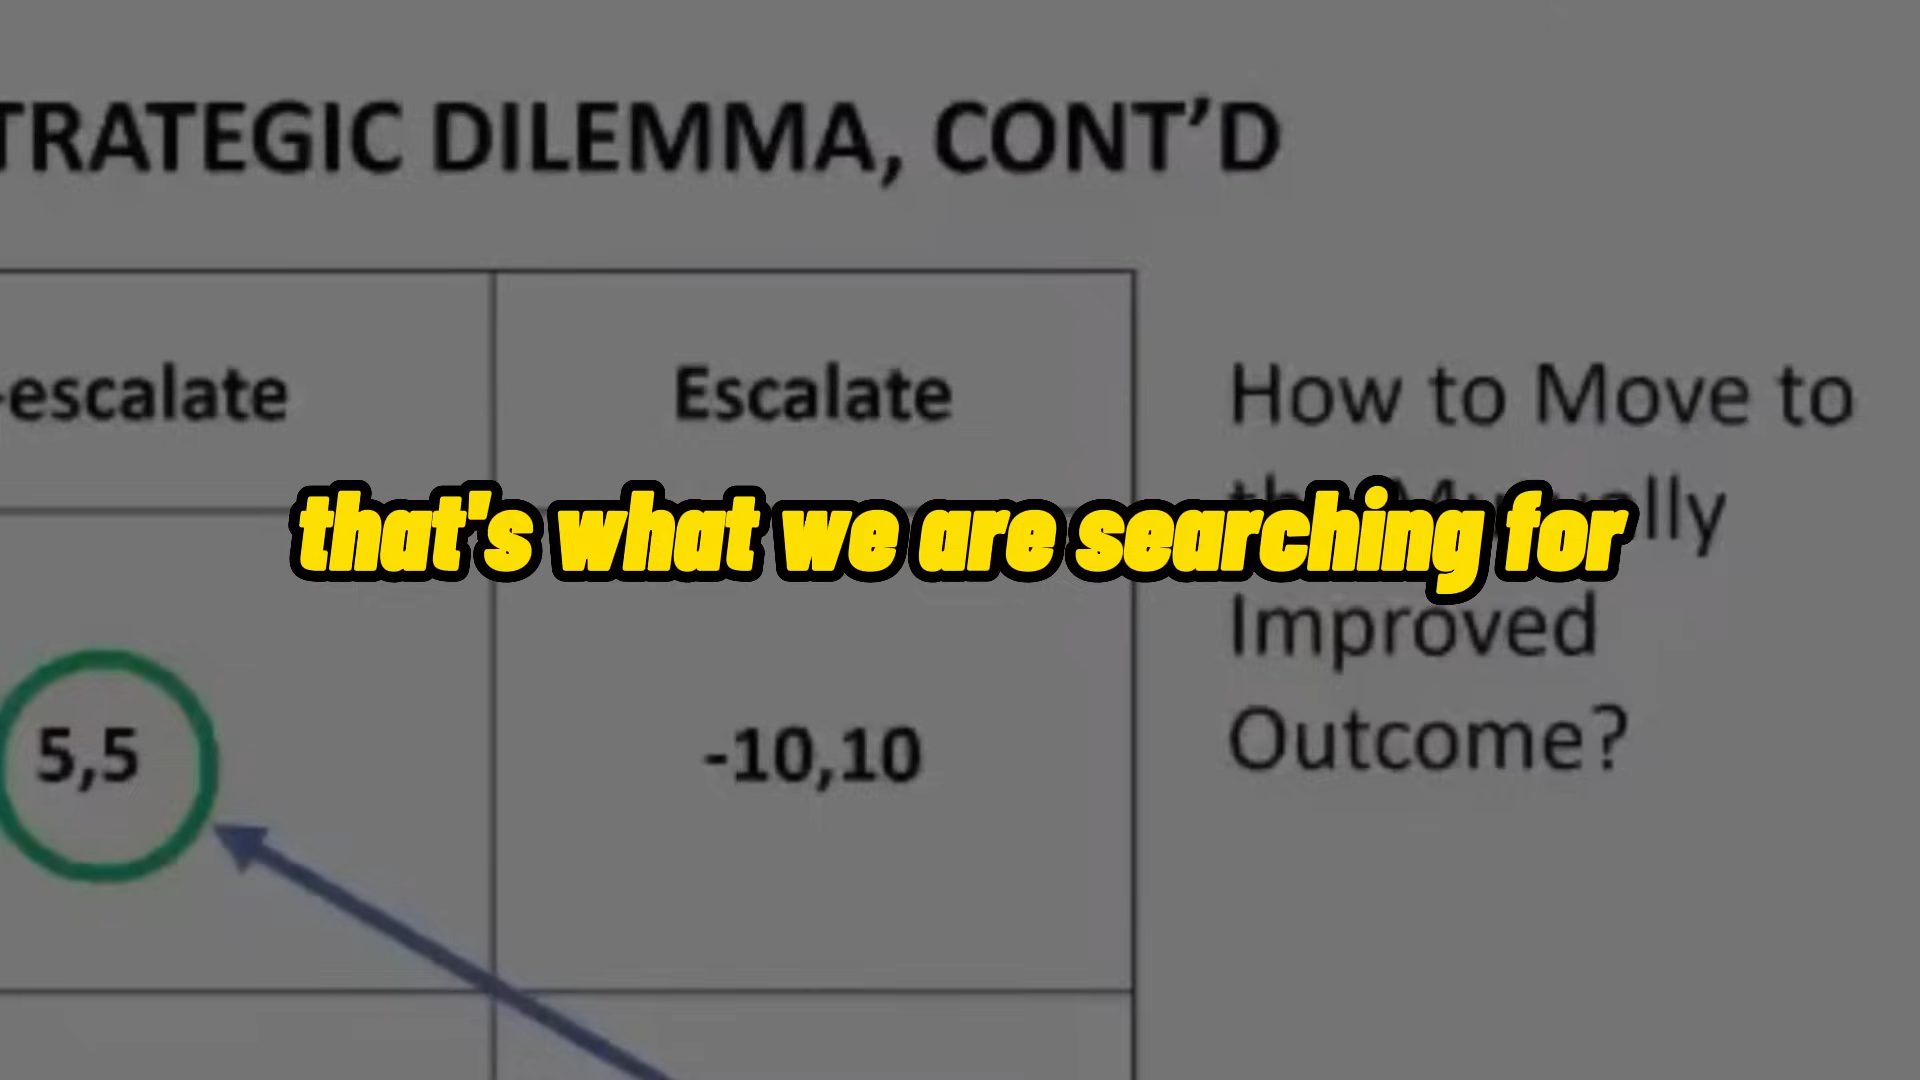 TRATEGIC DILEMMA, CONT'D
-escalate
Escalate
How to Move to
that's what we are searching for
Improved
Outcome?
5,5
-10,10